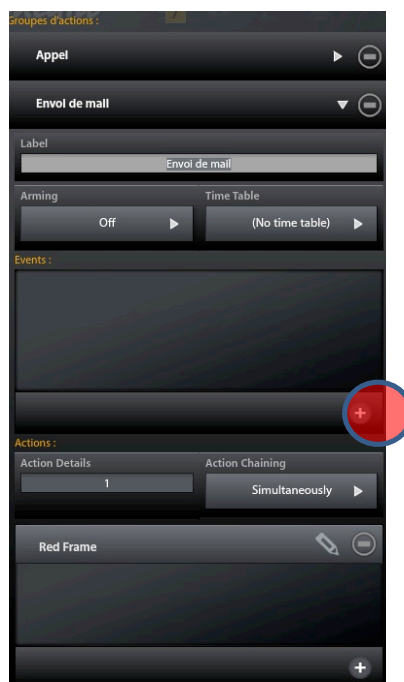 Groupes d'actions :
Appel
Envoi de mail
Label
Envoi de mail
Arming
Time Table
Off
(No time table)
Events :
Actions :
Action Details
Action Chaining
1
Simultaneously
Red Frame